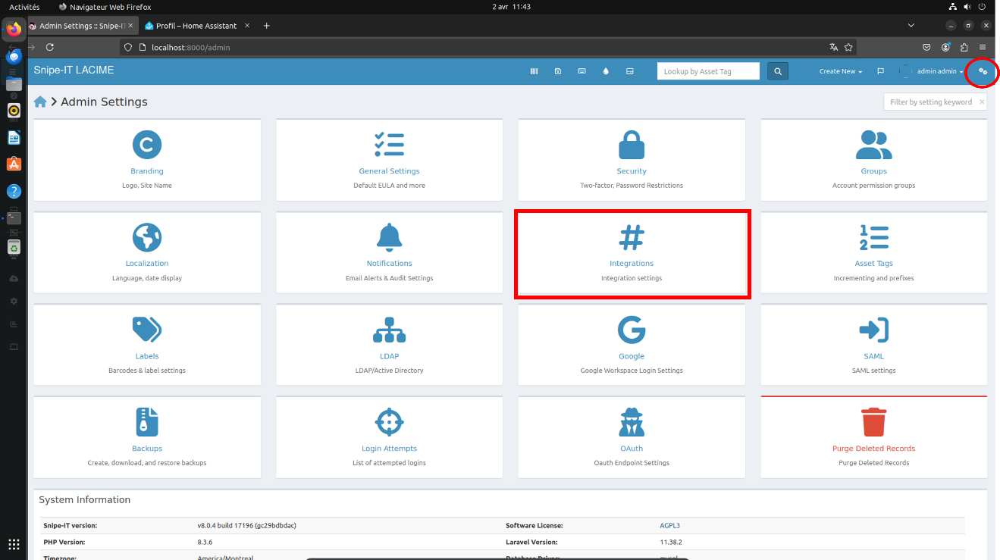 Activités
Navigateur Web Firefox
2 avr 11:43
Admin Settings :: Snipe-IT
Profil – Home Assistant
localhost:8000/admin
Snipe-IT LACIME
Lookup by Asset Tag
Create New
admin admin
Admin Settings
Filter by setting keyword
Branding
Logo, Site Name
General Settings
Default EULA and more
Security
Two-factor, Password Restrictions
Groups
Account permission groups
Localization
Language, date display
Notifications
Email Alerts & Audit Settings
Integrations
Integration settings
Asset Tags
Incrementing and prefixes
Labels
Barcodes & label settings
LDAP
LDAP/Active Directory
Google
Google Workspace Login Settings
SAML
SAML settings
Backups
Create, download, and restore backups
Login Attempts
List of attempted logins
OAuth
Oauth Endpoint Settings
Purge Deleted Records
Purge Deleted Records
System Information
Snipe-IT version: v8.0.4 build 17196 (gc29bdbdac) Software License: AGPL3
PHP Version: 8.3.6 Laravel Version: 11.38.2
Timezone: America/Montreal Database Driver: mysql